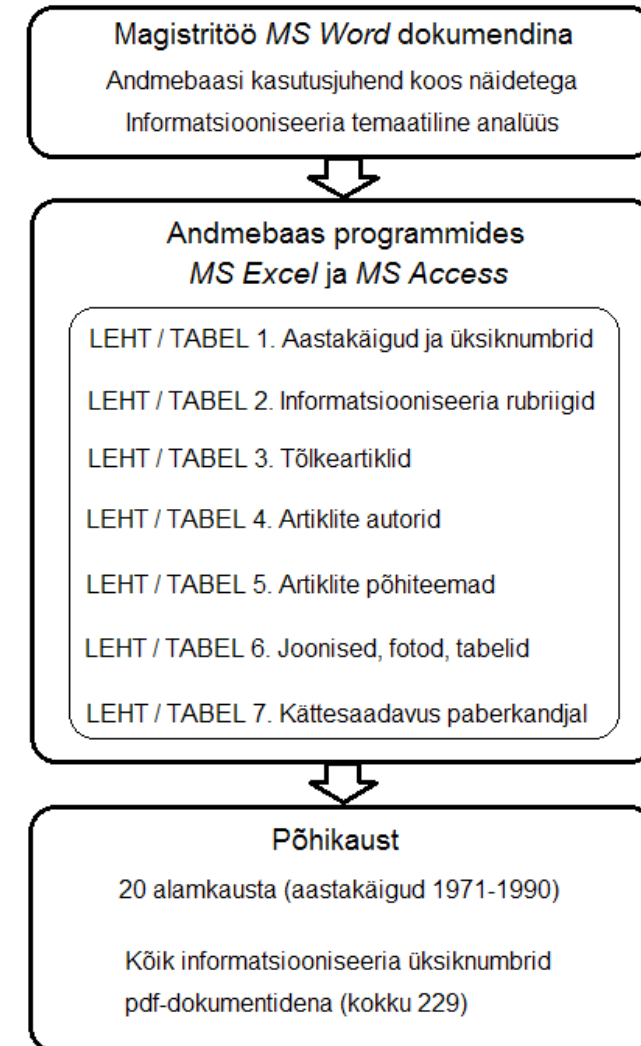 Magistritöö MS Word dokumendina
Andmebaasi kasutusjuhend koos näidetega
Informatsiooniseeria temaatiline analüüs
Andmebaas programmides
MS Excel ja MS Access
LEHT / TABEL 1. Aastakäigud ja üksiknumbrid
LEHT / TABEL 2. Informatsiooniseeria rubriigid
LEHT / TABEL 3. Tõlkeartiklid
LEHT / TABEL 4. Artiklite autorid
LEHT / TABEL 5. Artiklite põhiteemad
LEHT / TABEL 6. Joonised, fotod, tabelid
LEHT / TABEL 7. Kättesaadavus paberkandjal
Põhikaust
20 alamkausta (aastakäigud 1971-1990)
Kõik informatsiooniseeria üksiknumbrid
pdf-dokumentidena (kokku 229)